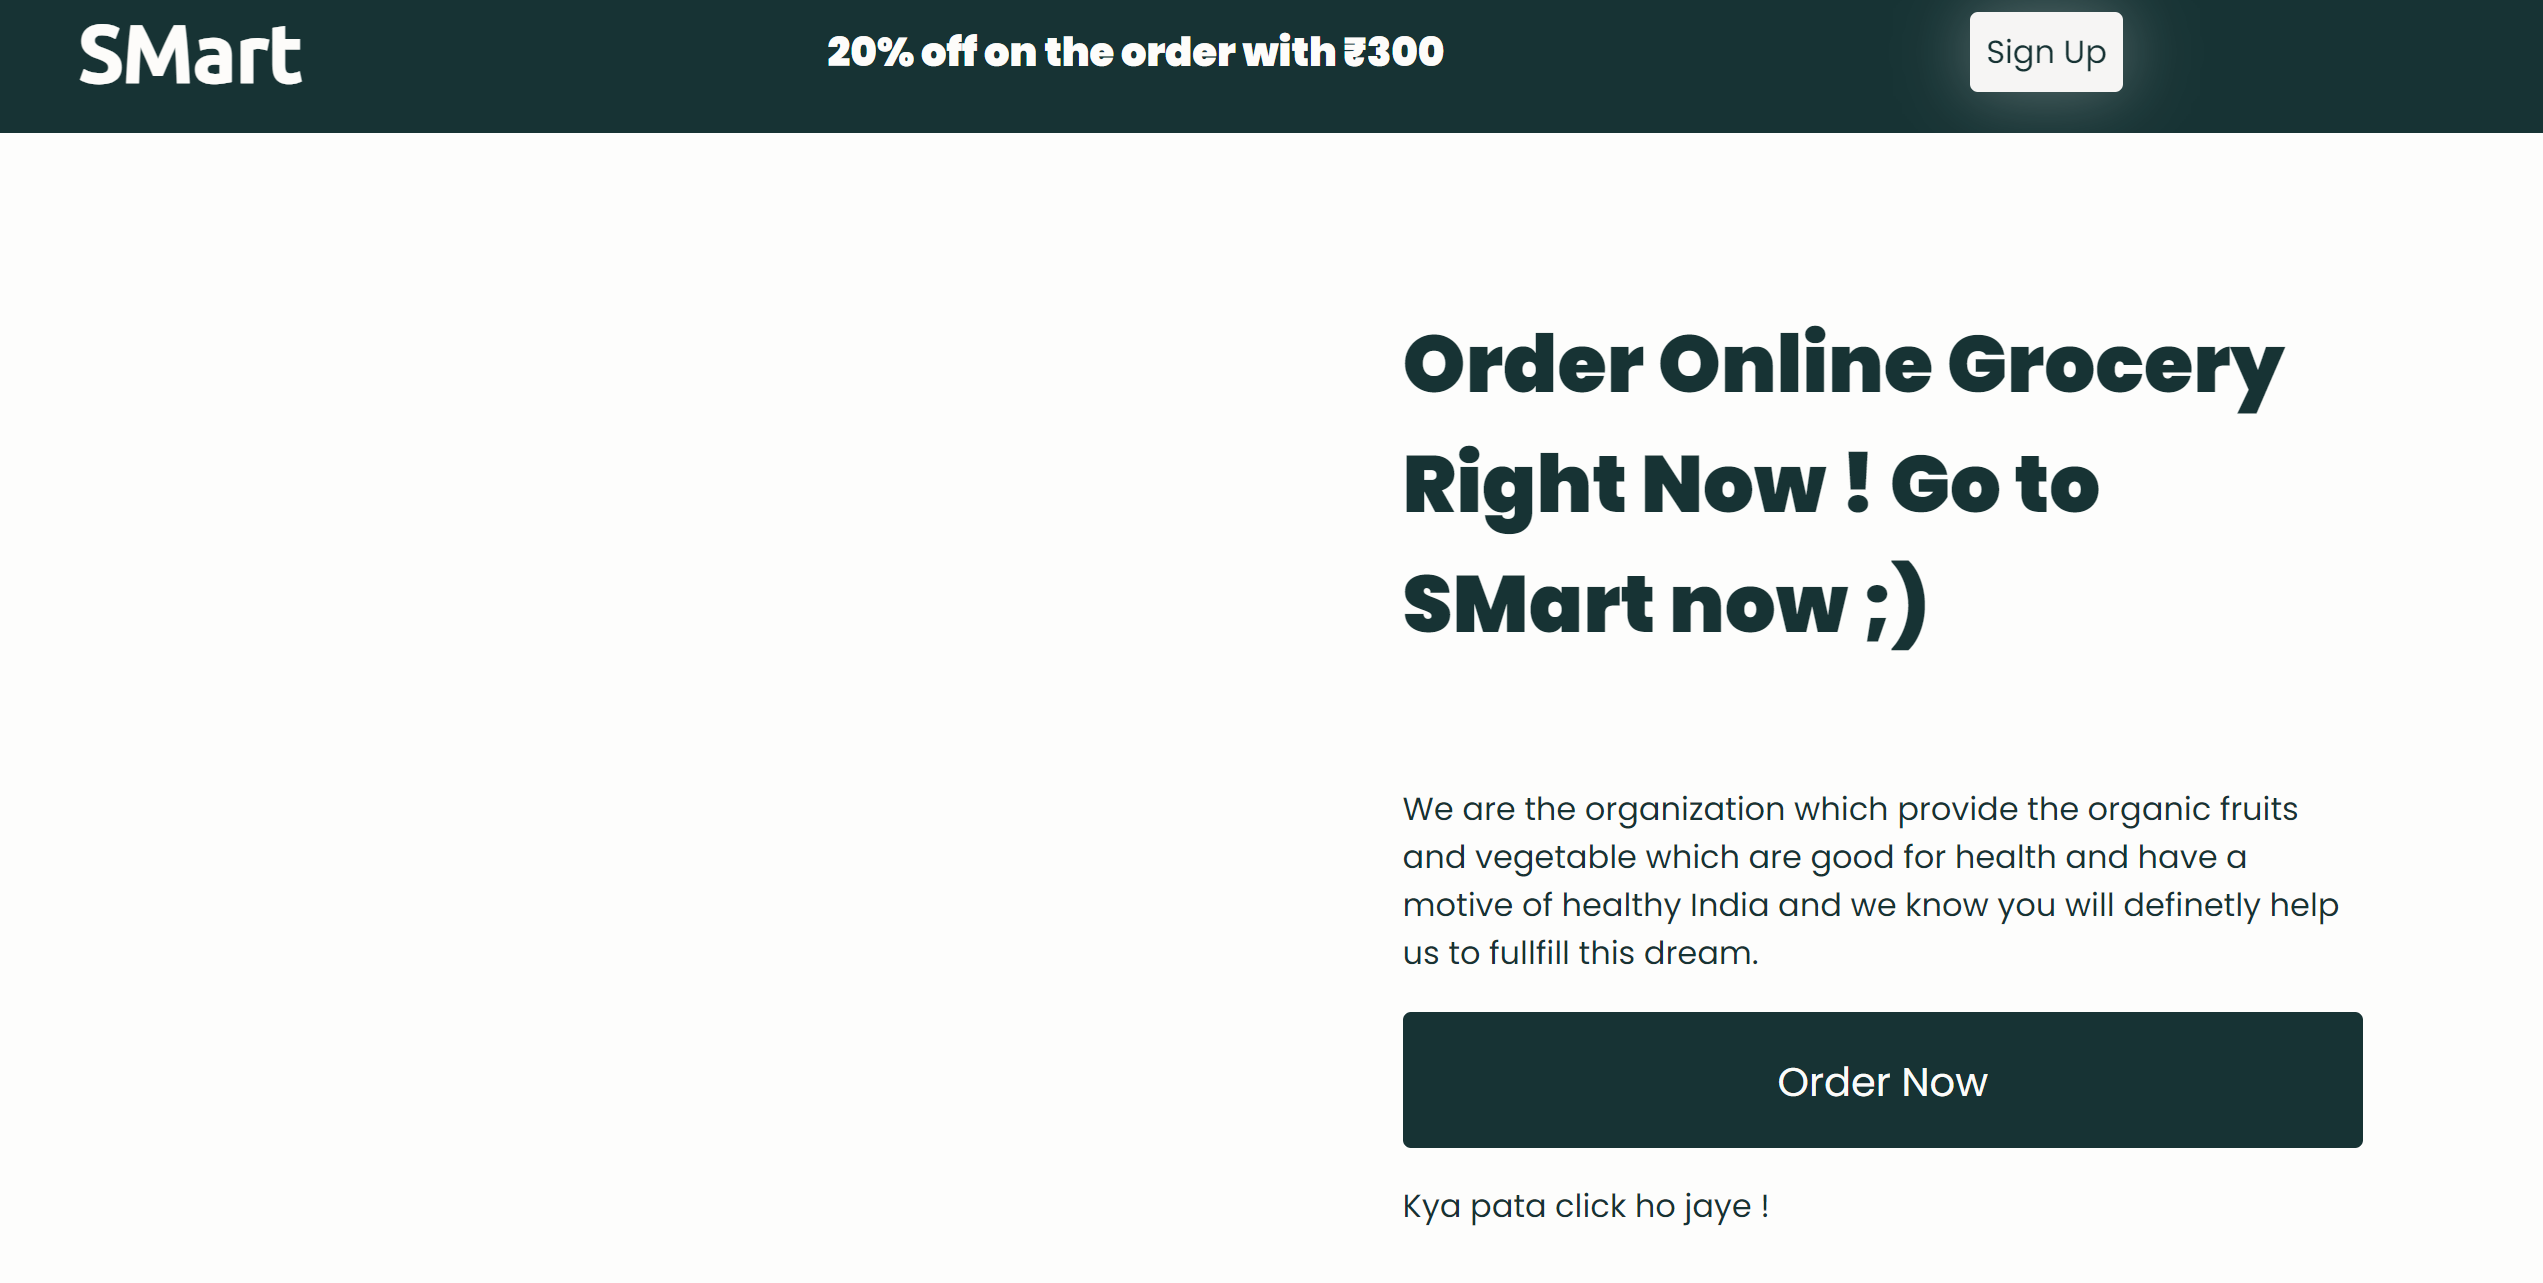 SMart
20% off on the order with ₹300
Sign Up
Order Online Grocery
Right Now ! Go to
SMart now ;)
We are the organization which provide the organic fruits
and vegetable which are good for health and have a
motive of healthy India and we know you will definetly help
us to fullfill this dream.
Order Now
Kya pata click ho jaye !